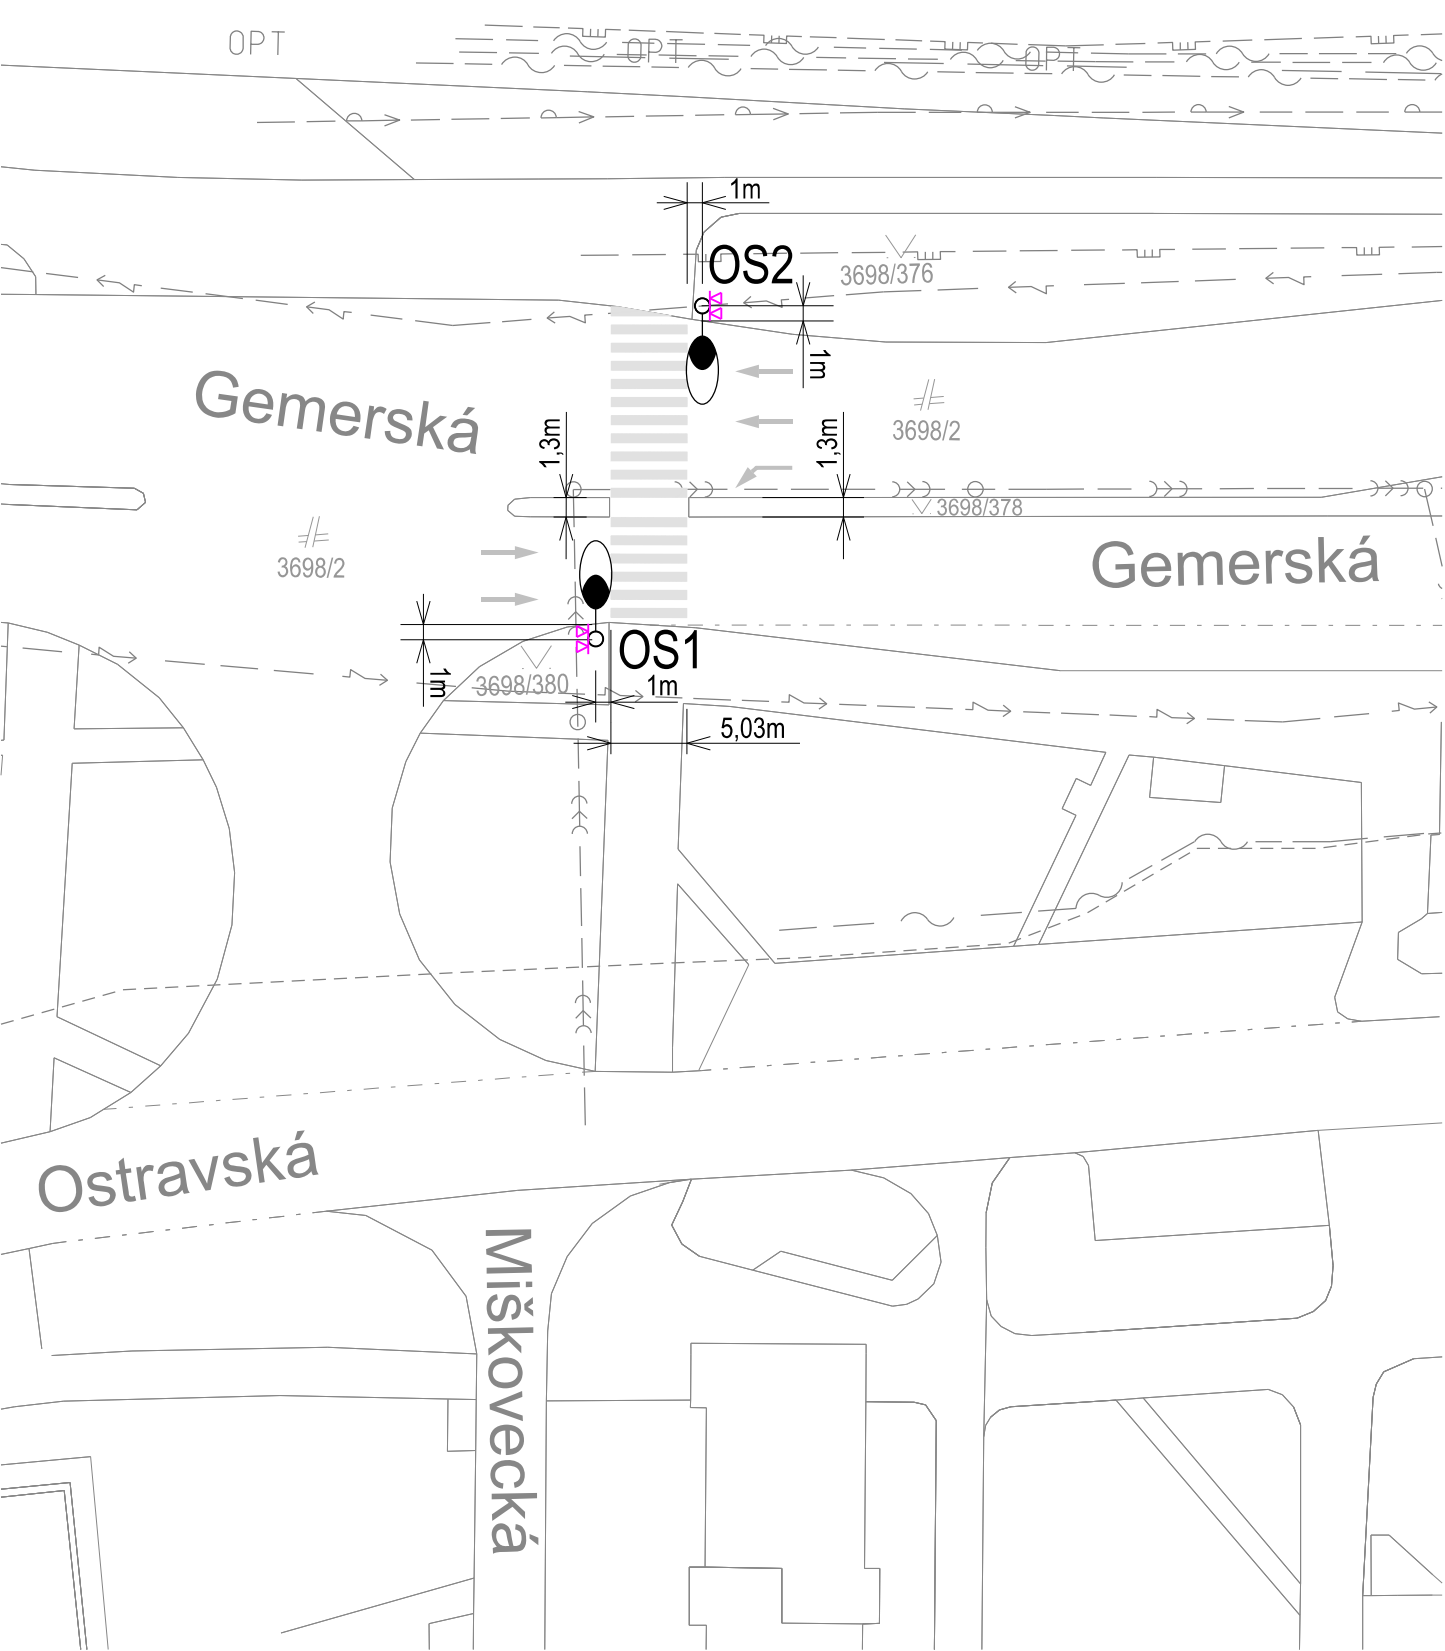 OPT
OPT
OPT
1m
OS2
3698/376
1m
Gemerská
3698/2
1,3m
1,3m
3698/378
3698/2
Gemerská
OS1
1m
3698/380
1m
5,03m
Ostravská
Miškovecká